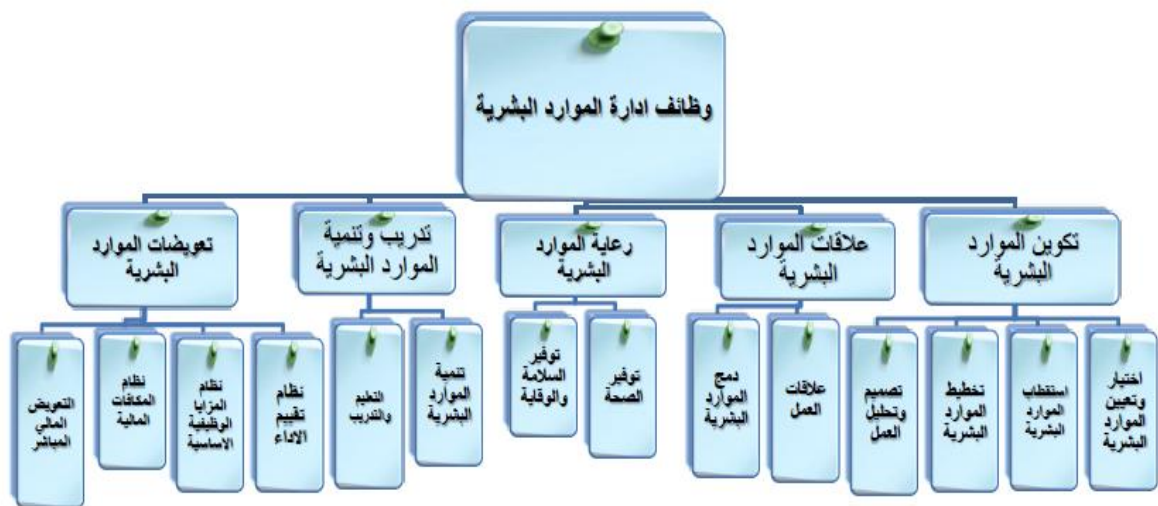 وظائف ادارة الموارد البشرية
تكوين الموارد
البشرية
علاقات الموارد
البشرية
رعاية الموارد
البشرية
تدريب وتنمية
الموارد البشرية
تعويضات الموارد
البشرية
اختيار
وتعيين
الموارد
البشرية
استقطاب
الموارد
البشرية
تخطيط
الموارد
البشرية
تصميم
وتحليل
العمل
علاقات
العمل
دمج
الموارد
البشرية
توفير
الصحة
توفير
السلامة
والوقاية
تنمية
الموارد
البشرية
التعليم
والتدريب
نظام
تقييم
الاداء
نظام
المزايا
الوظيفية
الاساسية
نظام
المكافات
المالية
التعويض
المالي
المباشر